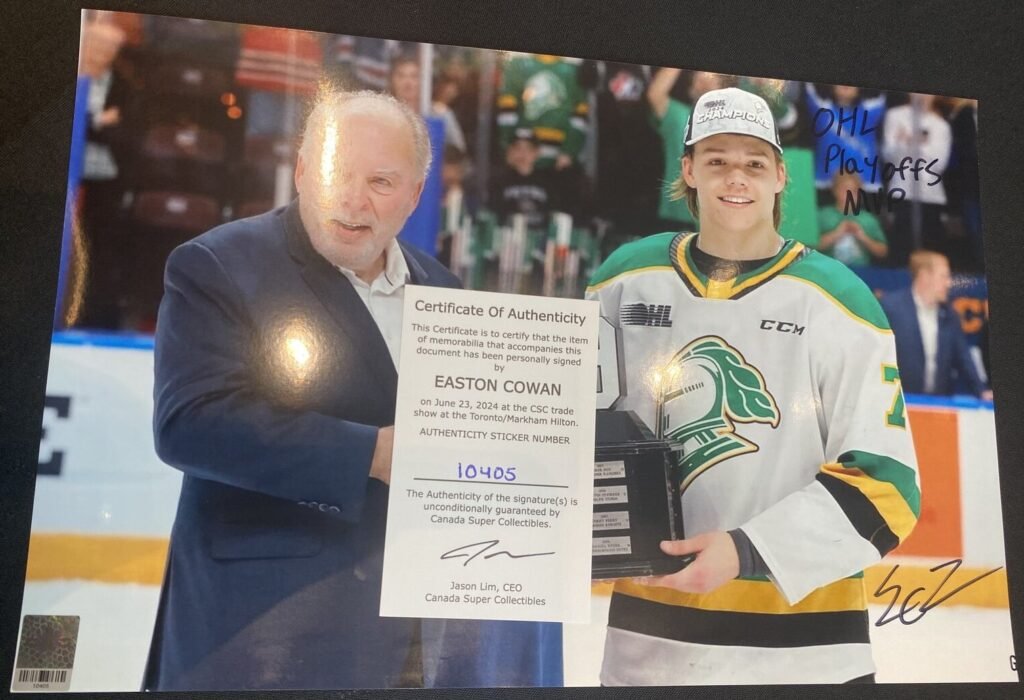 CHAMPIONS
OHL
Playoffs
MVP
OHL
CCM
7
Certificate Of Authenticity
This Certificate is to certify that the item
of memorabilia that accompanies this
document has been personally signed
by
EASTON COWAN
on June 23, 2024 at the CSC trade
show at the Toronto/Markham Hilton.
AUTHENTICITY STICKER NUMBER
10405
The Authenticity of the signature(s) is
unconditionally guaranteed by
Canada Super Collectibles.
Jason Lim, CEO
Canada Super Collectibles
10405
G